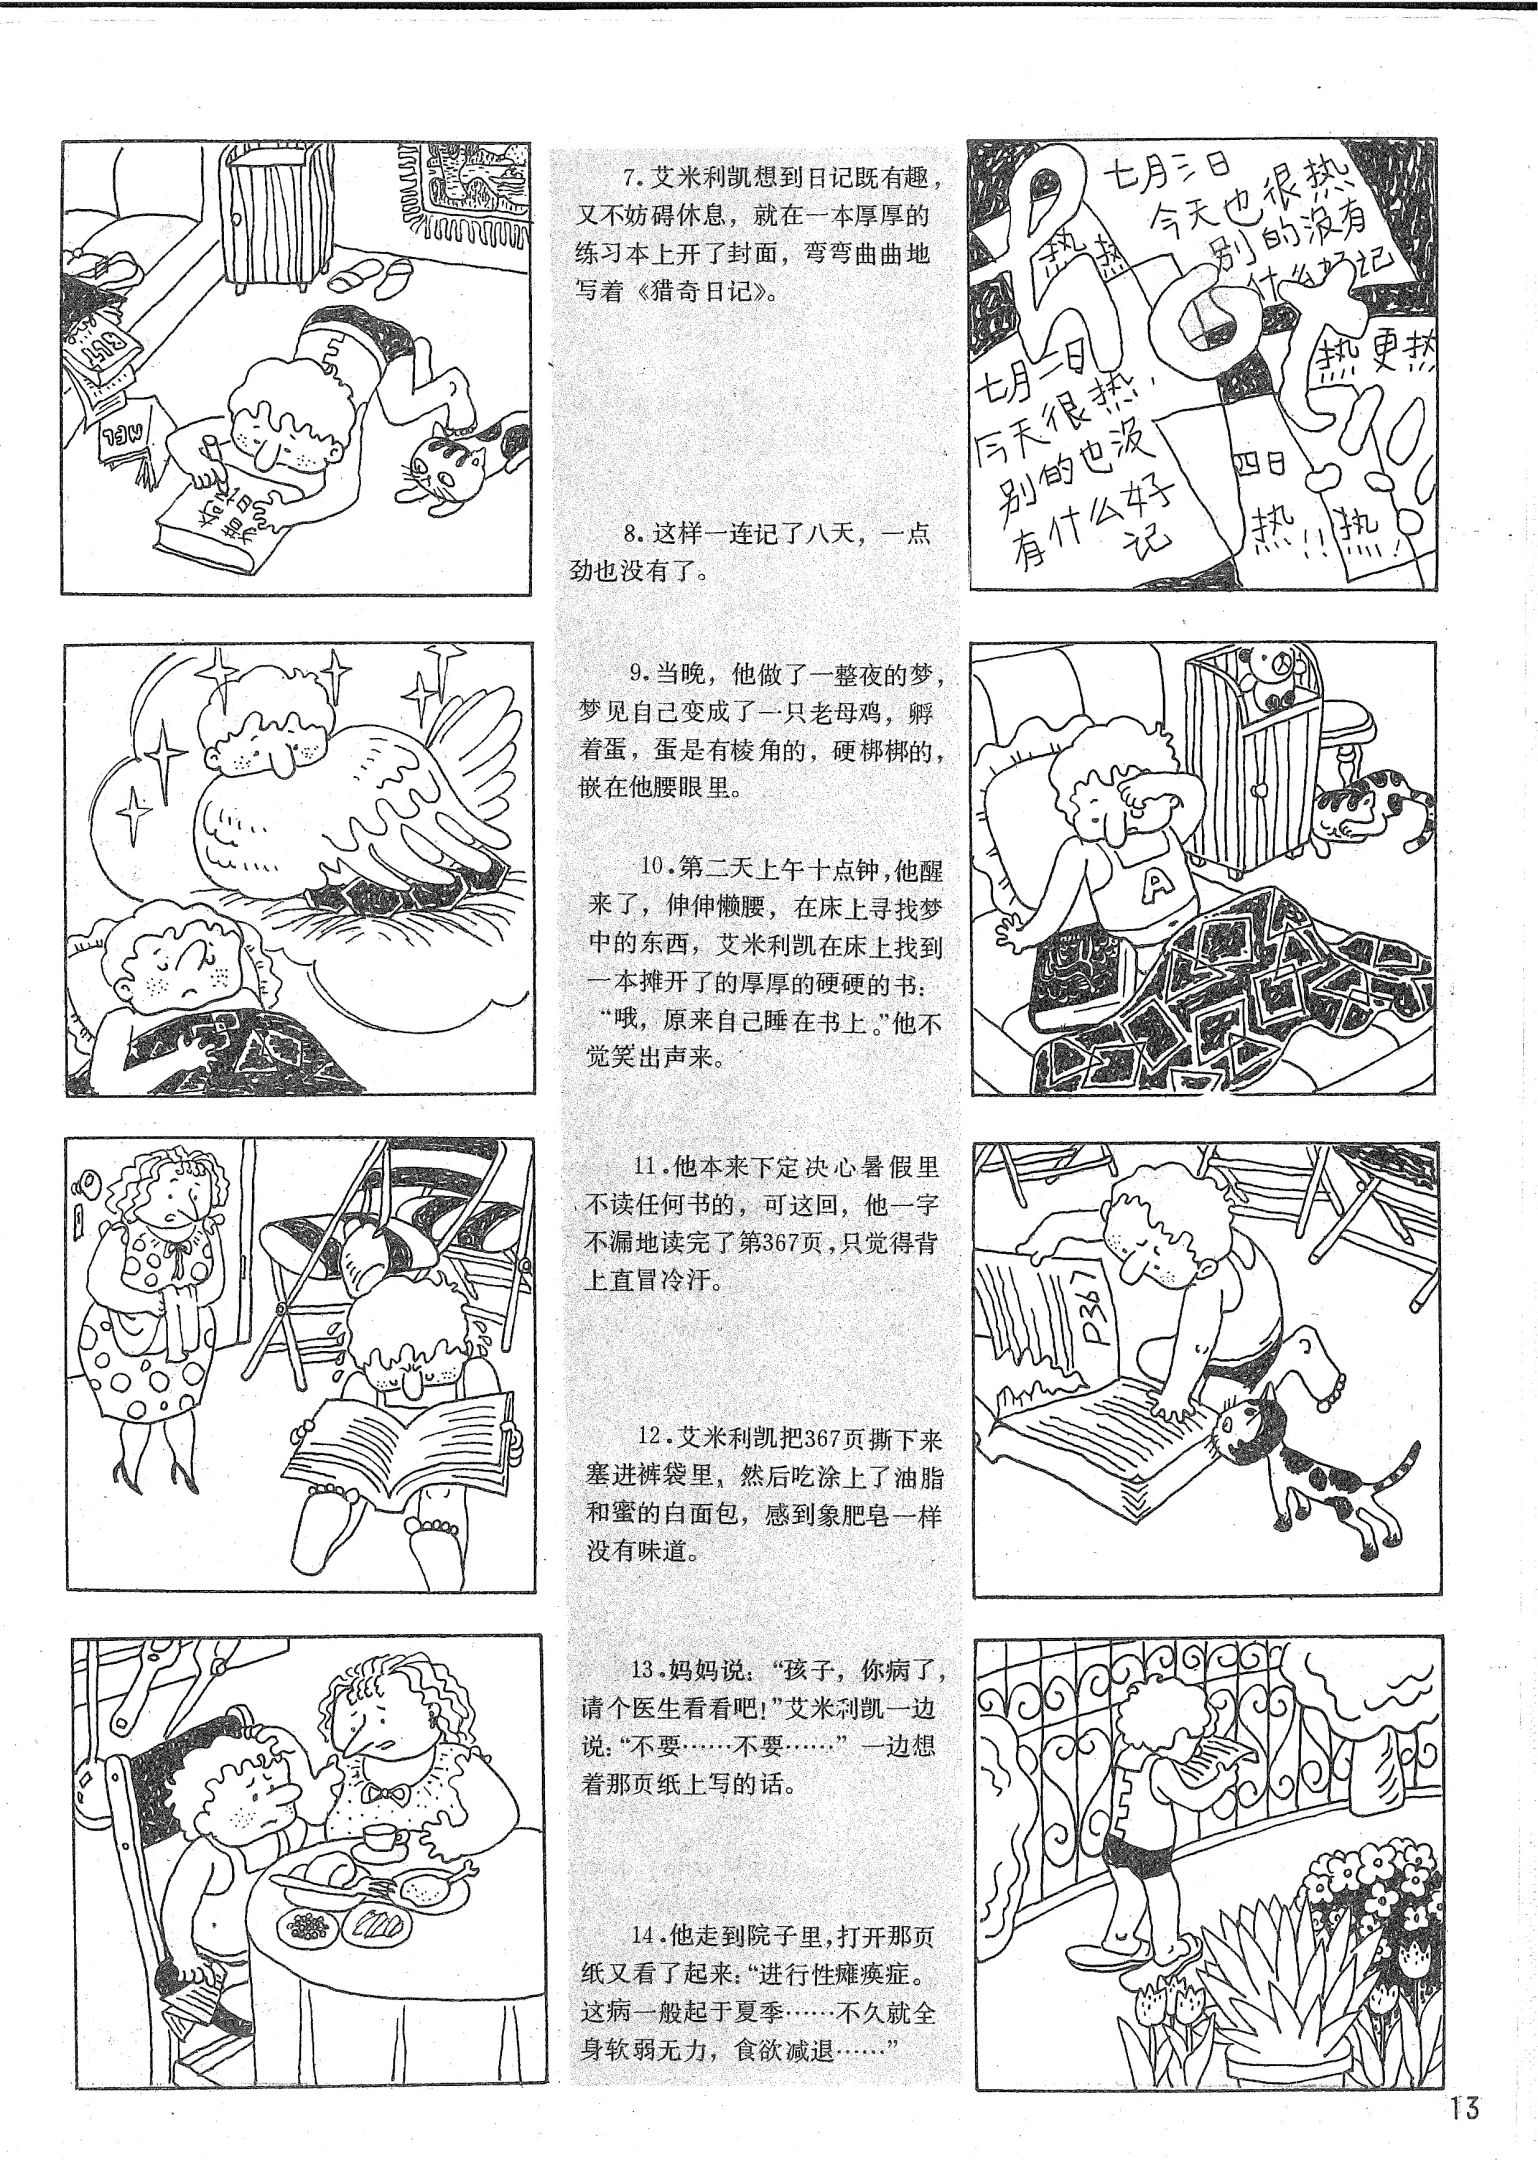 7.艾米利凯想到日记既有趣，
又不妨碍休息，就在一本厚厚的
练习本上开了封面，弯弯曲曲地
写着《猎奇日记》。
8.这样一连记了八天，一点
劲也没有了。
七月三日
今天也很热
别的没有
什么好记
热 热
七月二日
今天很热，
别的也没
有什么好
记
热更热
四日
热!!热!
9.当晚，他做了一整夜的梦，
梦见自己变成了一只老母鸡，孵
着蛋，蛋是有棱角的，硬梆梆的，
嵌在他腰眼里。
10.第二天上午十点钟，他醒
来了，伸伸懒腰，在床上寻找梦
中的东西，艾米利凯在床上找到
一本摊开了的厚厚的硬硬的书：
“哦，原来自己睡在书上。”他不
觉笑出声来。
A
11.他本来下定决心暑假里
不读任何书的，可这回，他一字
不漏地读完了第367页，只觉得背
上直冒冷汗。
12.艾米利凯把367页撕下来
塞进裤袋里，然后吃涂上了油脂
和蜜的白面包，感到象肥皂一样
没有味道。
P367
13.妈妈说：“孩子，你病了，
请个医生看看吧！”艾米利凯一边
说：“不要……不要……”一边想
着那页纸上写的话。
14.他走到院子里，打开那页
纸又看了起来：“进行性瘫痪症。
这病一般起于夏季……不久就全
身软弱无力，食欲减退……”
13